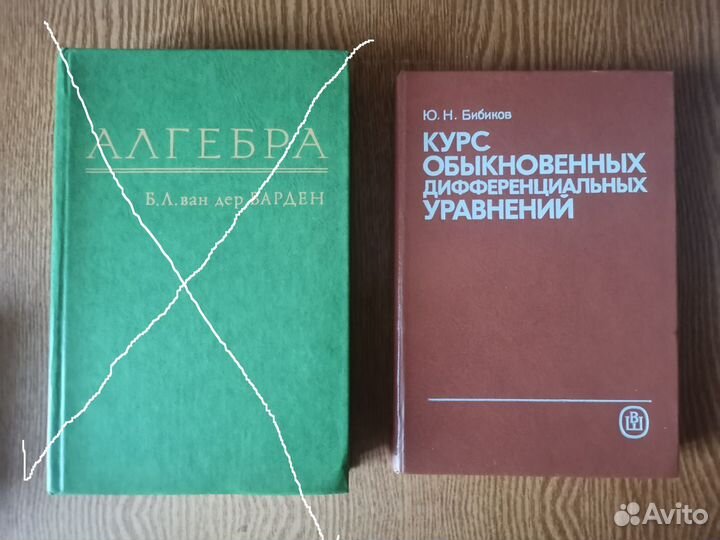 АЛГЕБРА
Б.Л. ван дер ВАРДЕН
Ю. Н. Бибиков
КУРС
ОБЫКНОВЕННЫХ
ДИФФЕРЕНЦИАЛЬНЫХ
УРАВНЕНИЙ
Avito